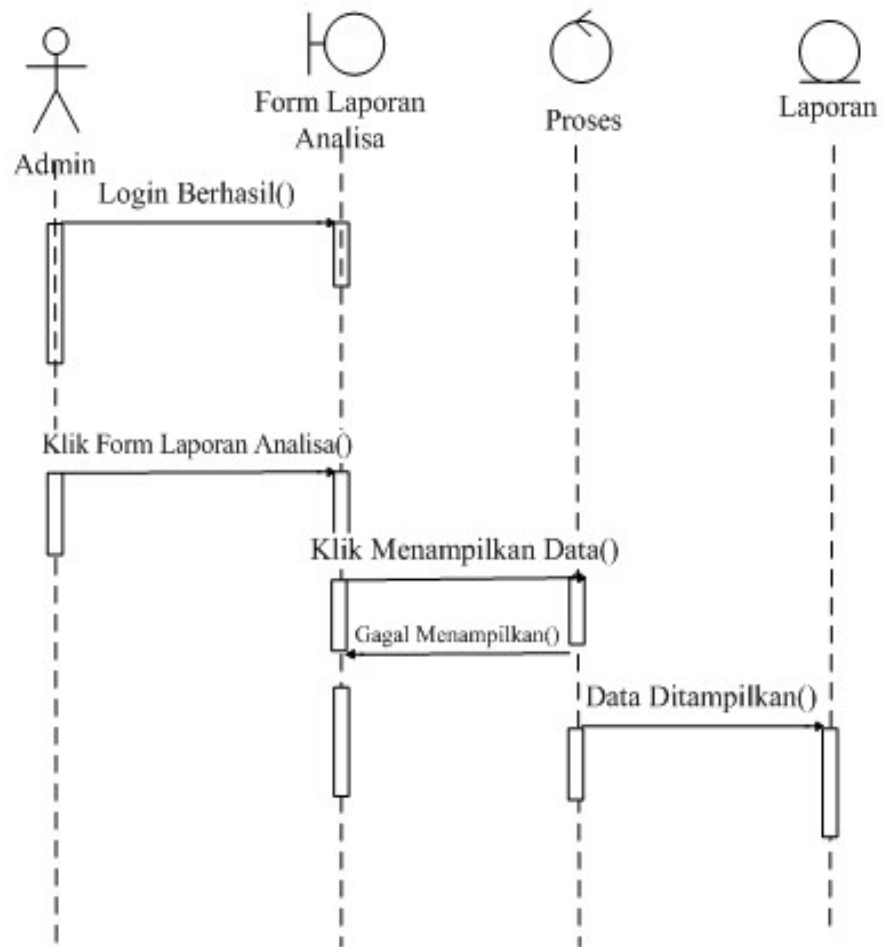 Admin
Form Laporan
Analisa
Proses
Laporan
Login Berhasil()
Klik Form Laporan Analisa()
Klik Menampilkan Data()
Gagal Menampilkan()
Data Ditampilkan()